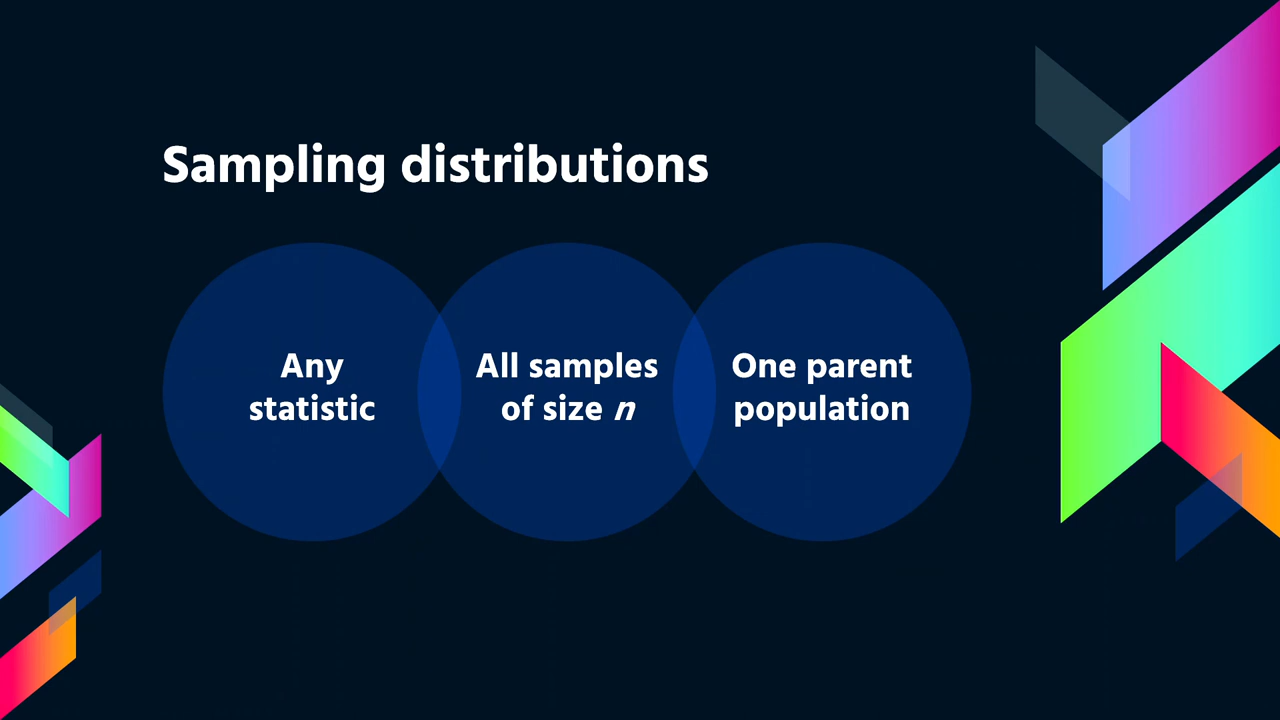 Sampling distributions
Any
statistic
All samples
of size n
One parent
population